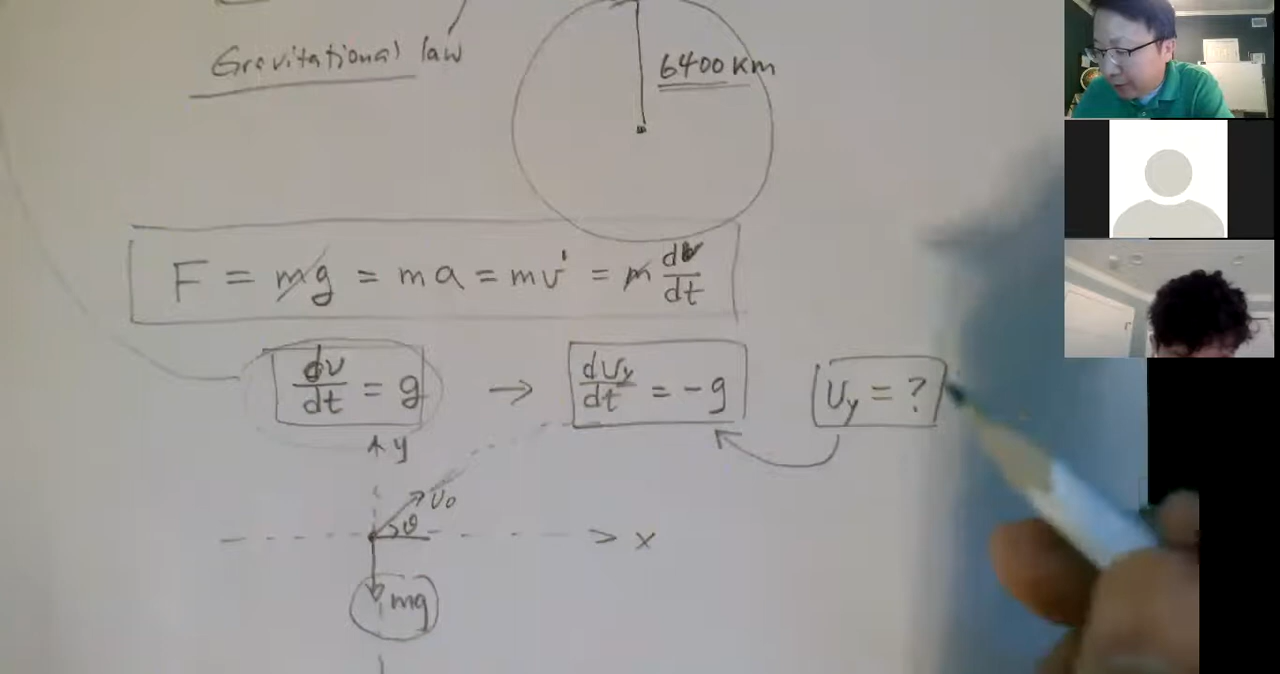 Gravitational law
6400 km
F = mg = ma = mv̇ = m dv/dt
dv/dt = g → dvy/dt = -g vy = ?
y
v0
θ
x
mg